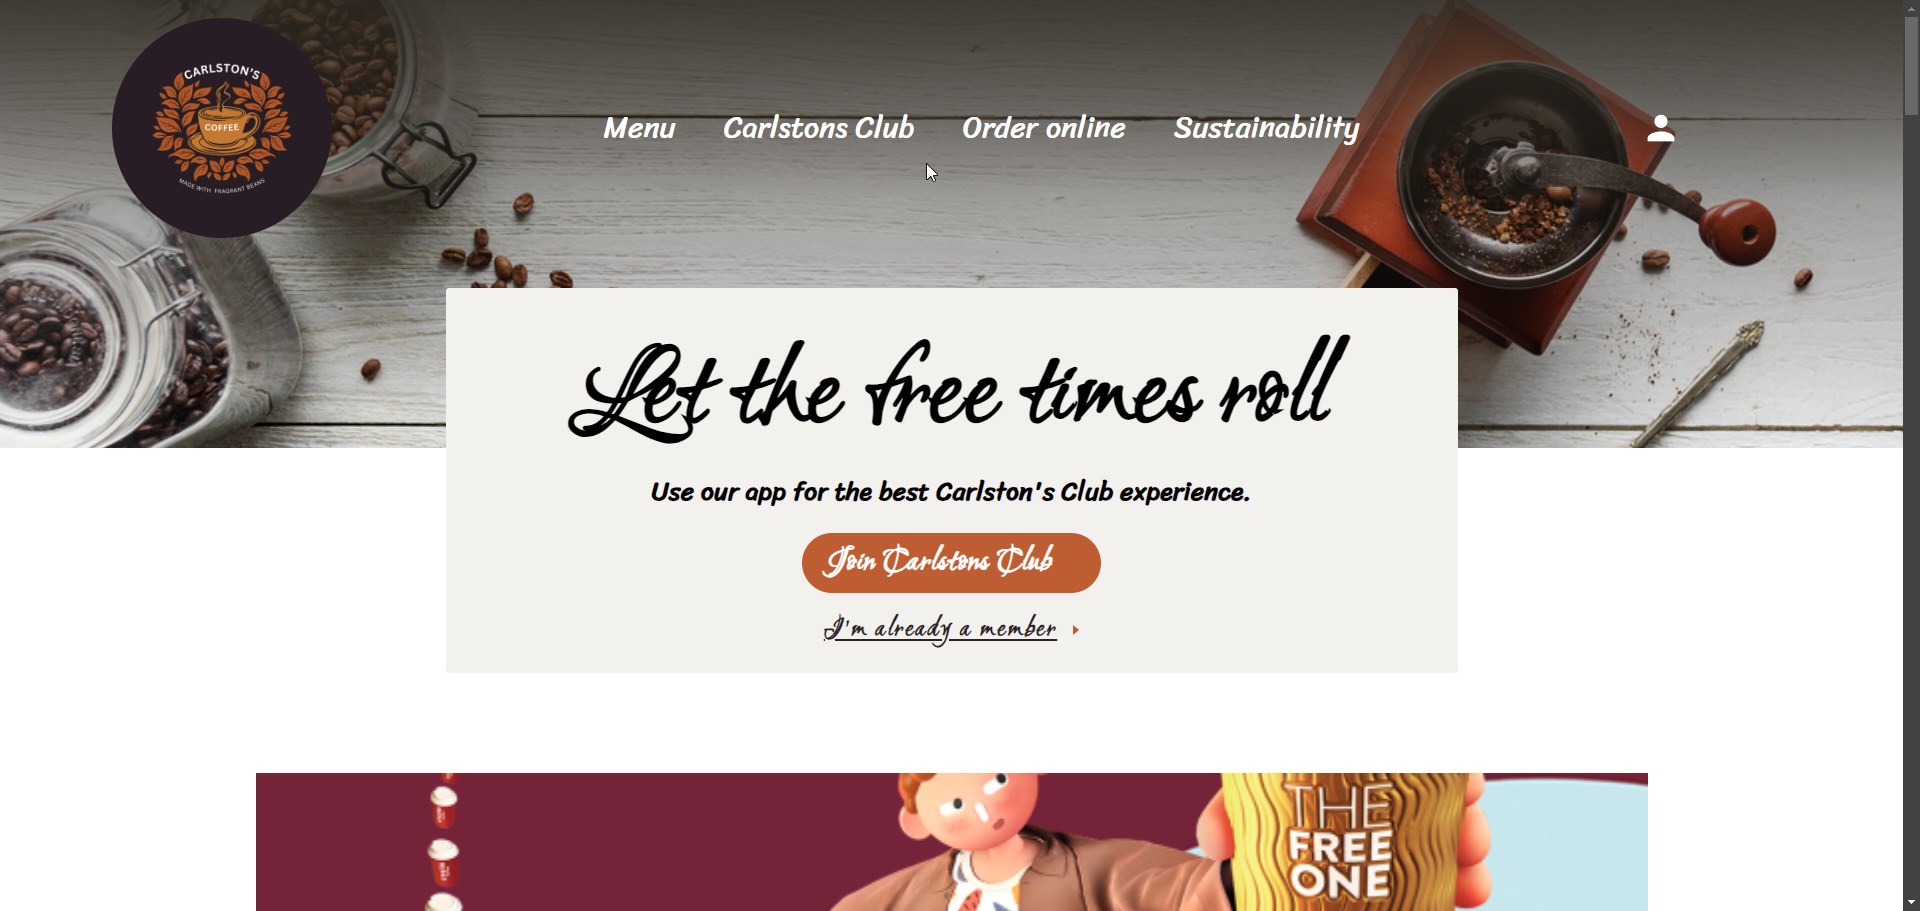 CARLSTON'S
COFFEE
MADE WITH FRAGRANT BEANS
Menu Carlstons Club Order online Sustainability
Let the free times roll
Use our app for the best Carlston's Club experience.
Join Carlstons Club
I'm already a member
THE
FREE
ONE